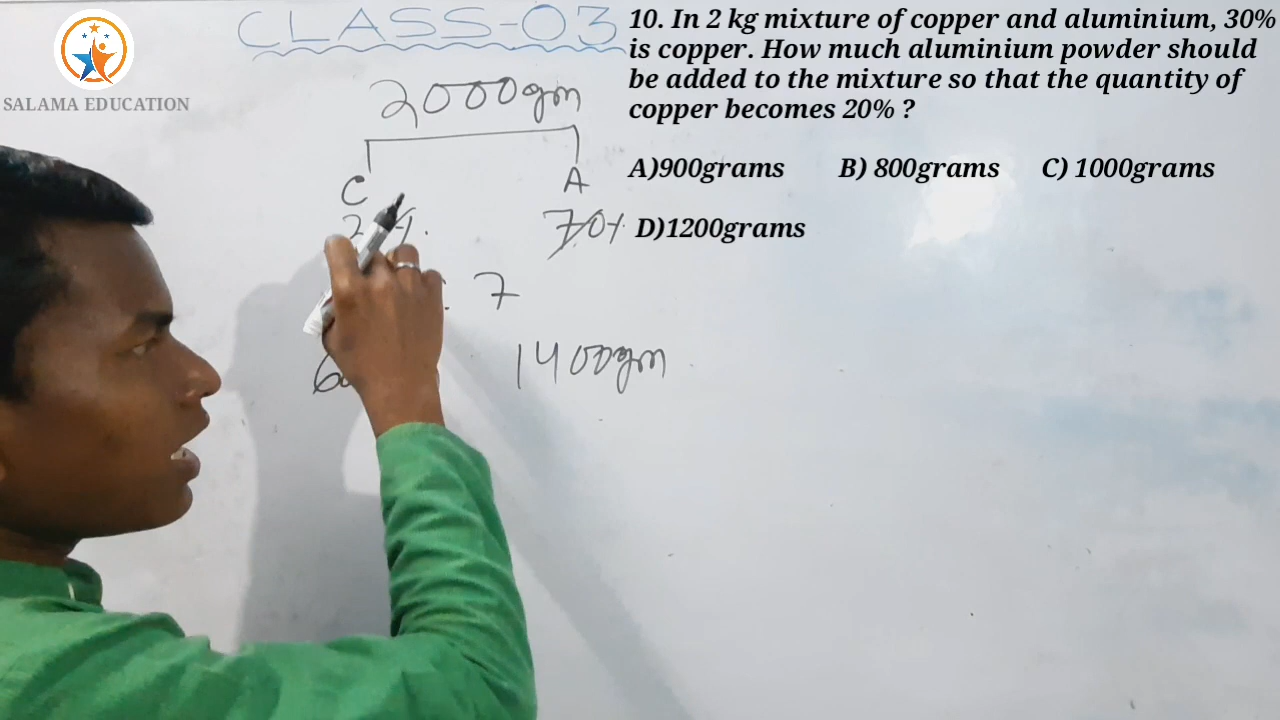 CLASS-03
SALAMA EDUCATION
10. In 2 kg mixture of copper and aluminium, 30%
is copper. How much aluminium powder should
be added to the mixture so that the quantity of
copper becomes 20% ?
A)900grams B) 800grams C) 1000grams
D)1200grams
2000gm
C A
70%
7
1400gm